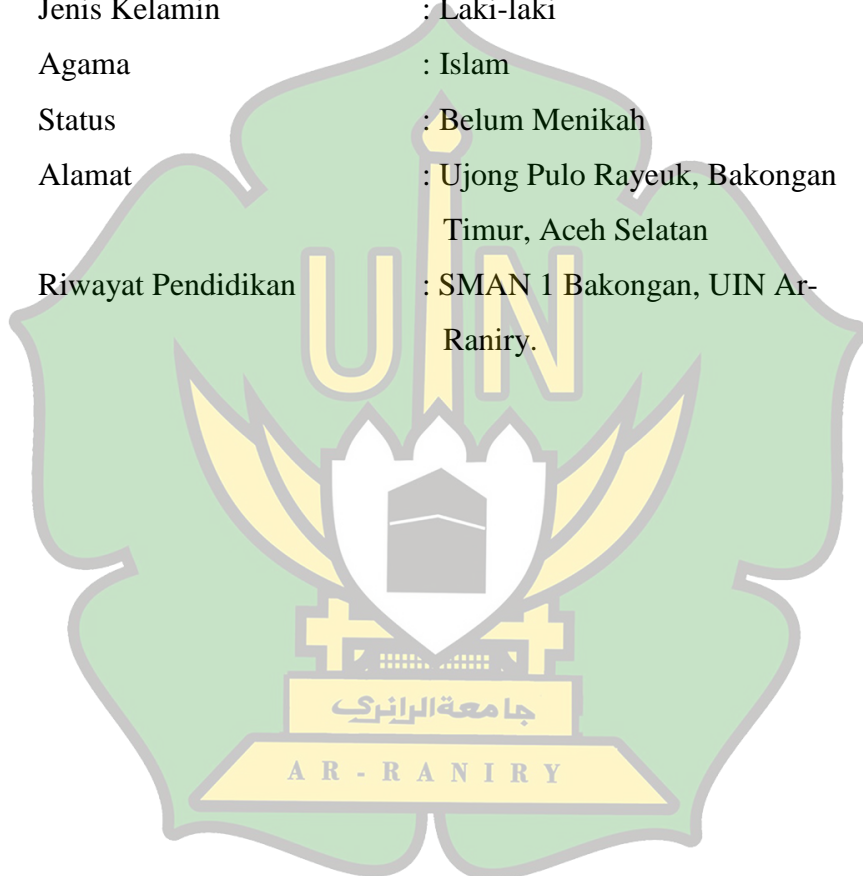 Jenis Kelamin : Laki-laki
Agama : Islam
Status : Belum Menikah
Alamat : Ujong Pulo Rayeuk, Bakongan
Timur, Aceh Selatan
Riwayat Pendidikan : SMAN 1 Bakongan, UIN Ar-
Raniry.
UIN
جامعة الرانري
AR-RANIRY